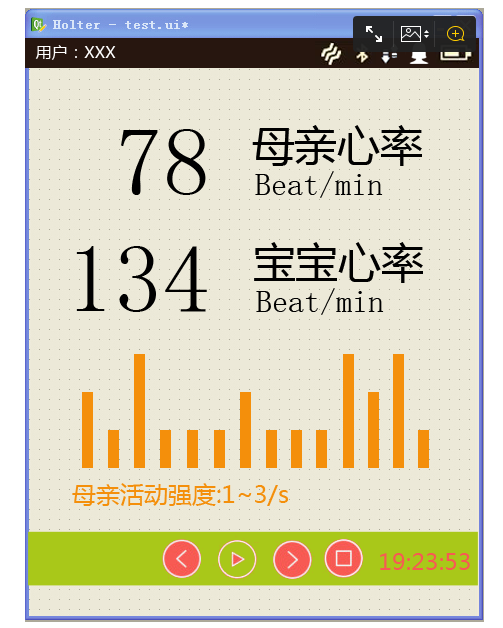 Holter - test.ui*
用户：XXX
78 母亲心率
Beat/min
134 宝宝心率
Beat/min
母亲活动强度:1~3/s
19:23:53